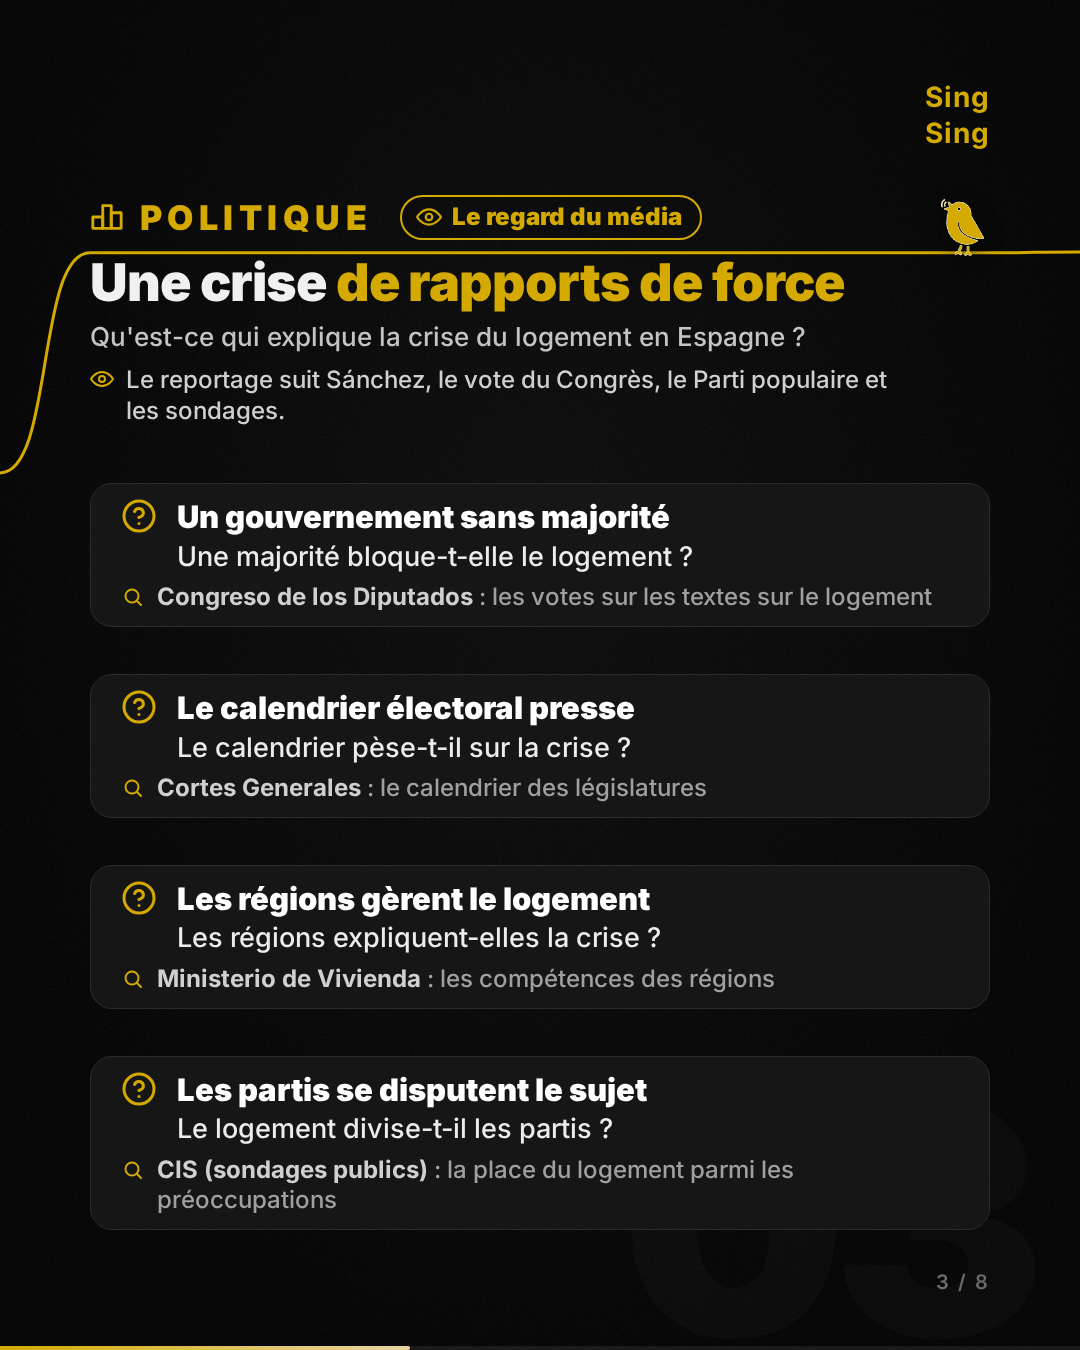 Sing
Sing
POLITIQUE
Le regard du média
Une crise de rapports de force
Qu'est-ce qui explique la crise du logement en Espagne ?
Le reportage suit Sánchez, le vote du Congrès, le Parti populaire et
les sondages.
Un gouvernement sans majorité
Une majorité bloque-t-elle le logement ?
Congreso de los Diputados : les votes sur les textes sur le logement
Le calendrier électoral presse
Le calendrier pèse-t-il sur la crise ?
Cortes Generales : le calendrier des législatures
Les régions gèrent le logement
Les régions expliquent-elles la crise ?
Ministerio de Vivienda : les compétences des régions
Les partis se disputent le sujet
Le logement divise-t-il les partis ?
CIS (sondages publics) : la place du logement parmi les
préoccupations
03
3 / 8